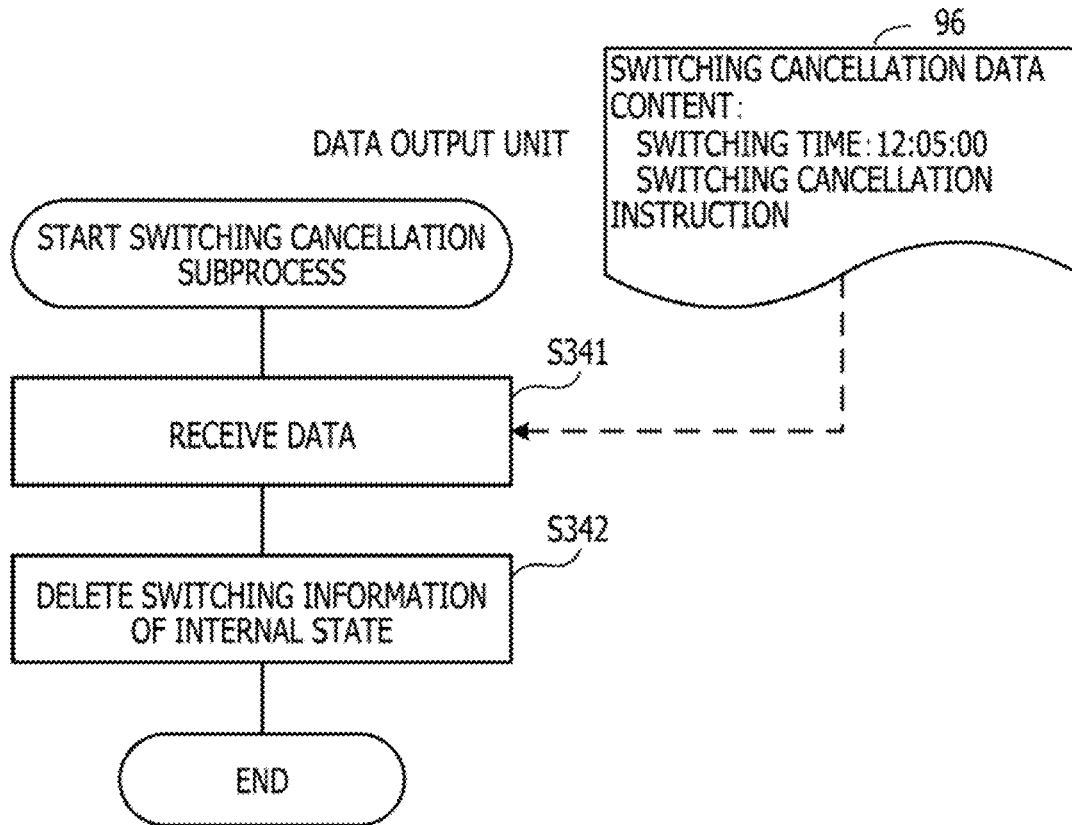 96
SWITCHING CANCELLATION DATA
CONTENT:
SWITCHING TIME:12:05:00
SWITCHING CANCELLATION
INSTRUCTION
DATA OUTPUT UNIT
START SWITCHING CANCELLATION
SUBPROCESS
S341
RECEIVE DATA
S342
DELETE SWITCHING INFORMATION
OF INTERNAL STATE
END